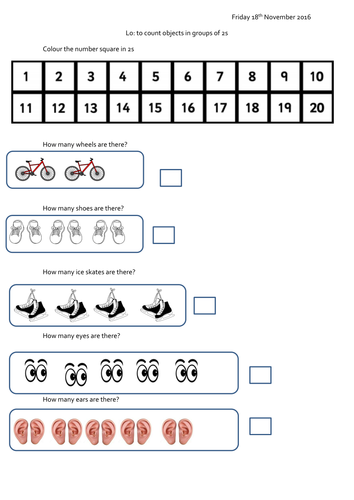 Friday 18th November 2016
Lo: to count objects in groups of 2s
Colour the number square in 2s
1 2 3 4 5 6 7 8 9 10
11 12 13 14 15 16 17 18 19 20
How many wheels are there?
How many shoes are there?
How many ice skates are there?
How many eyes are there?
How many ears are there?